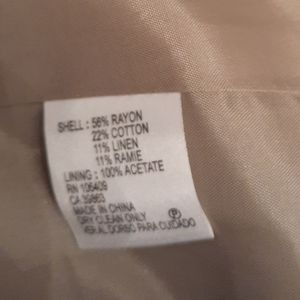 SHELL : 56% RAYON
22% COTTON
11% LINEN
11% RAMIE
LINING : 100% ACETATE
RN 106409
CA 39863
MADE IN CHINA
DRY CLEAN ONLY P
VER AL DORSO PARA CUIDADO